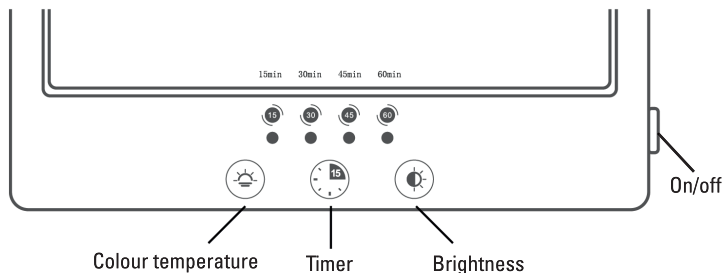 15min 30min 45min 60min
15 30 45 60
15
On/off
Colour temperature Timer Brightness